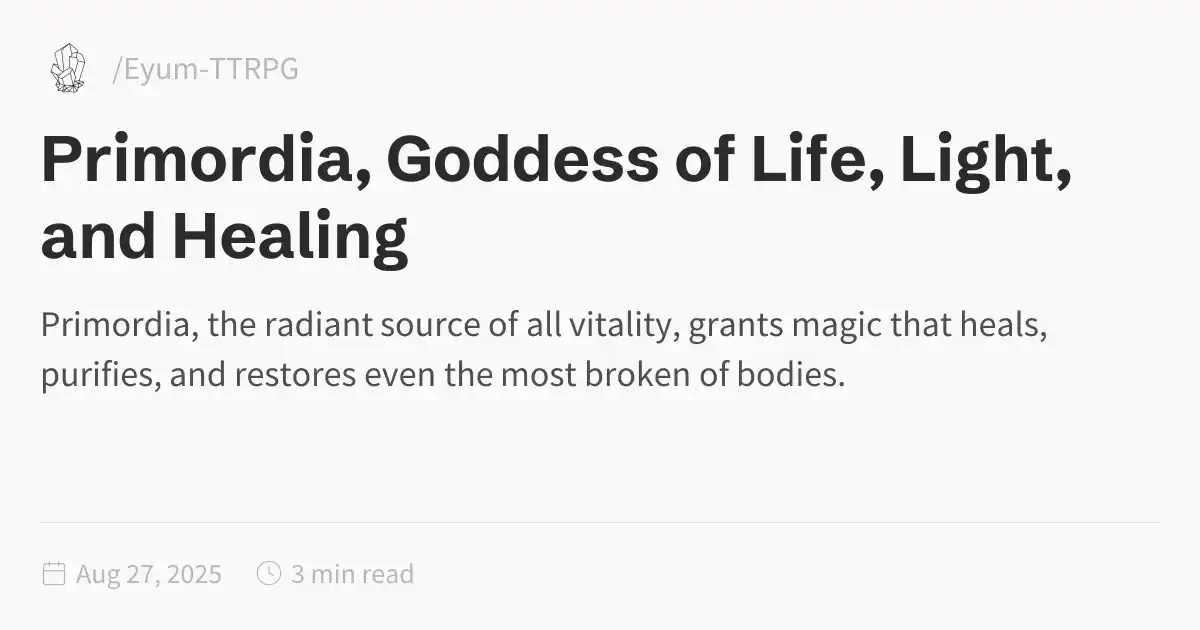 /Eyum-TTRPG
Primordia, Goddess of Life, Light,
and Healing
Primordia, the radiant source of all vitality, grants magic that heals,
purifies, and restores even the most broken of bodies.
Aug 27, 2025 3 min read